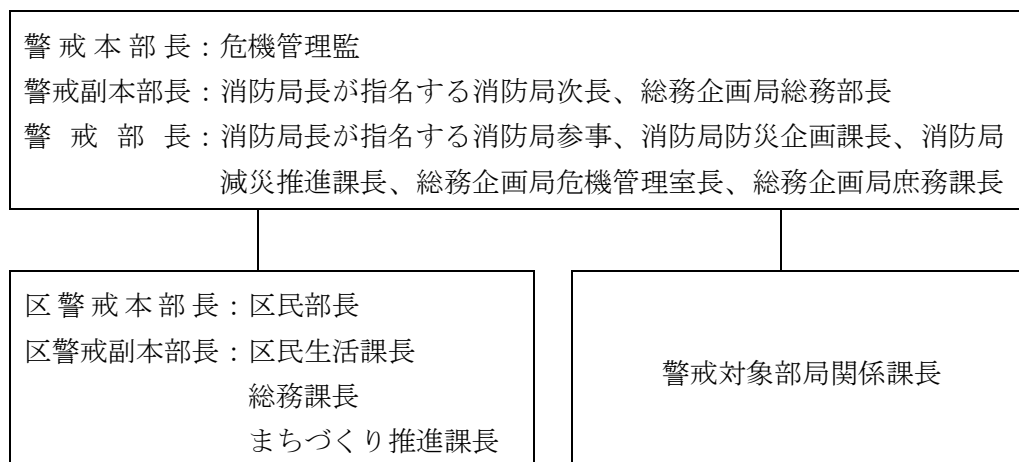 警戒本部長：危機管理監
警戒副本部長：消防局長が指名する消防局次長、総務企画局総務部長
警戒部長：消防局長が指名する消防局参事、消防局防災企画課長、消防局
減災推進課長、総務企画局危機管理室長、総務企画局庶務課長
区警戒本部長：区民部長
区警戒副本部長：区民生活課長
総務課長
まちづくり推進課長
警戒対象部局関係課長